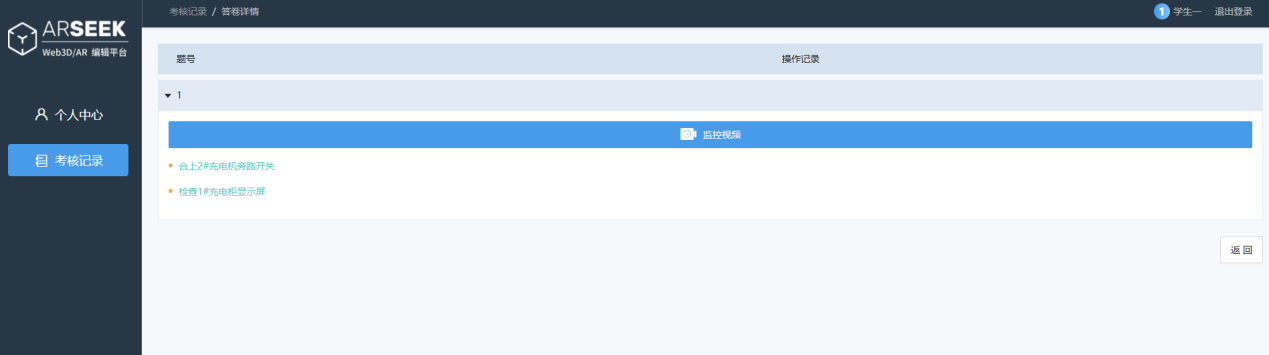 ARSEEK
Web3D/AR 编辑平台
个人中心
考核记录
考核记录 / 答卷详情
1 学生一 退出登录
题号 操作记录
1
监控视频
合上2#充电机旁路开关
检查1#充电柜显示屏
返 回